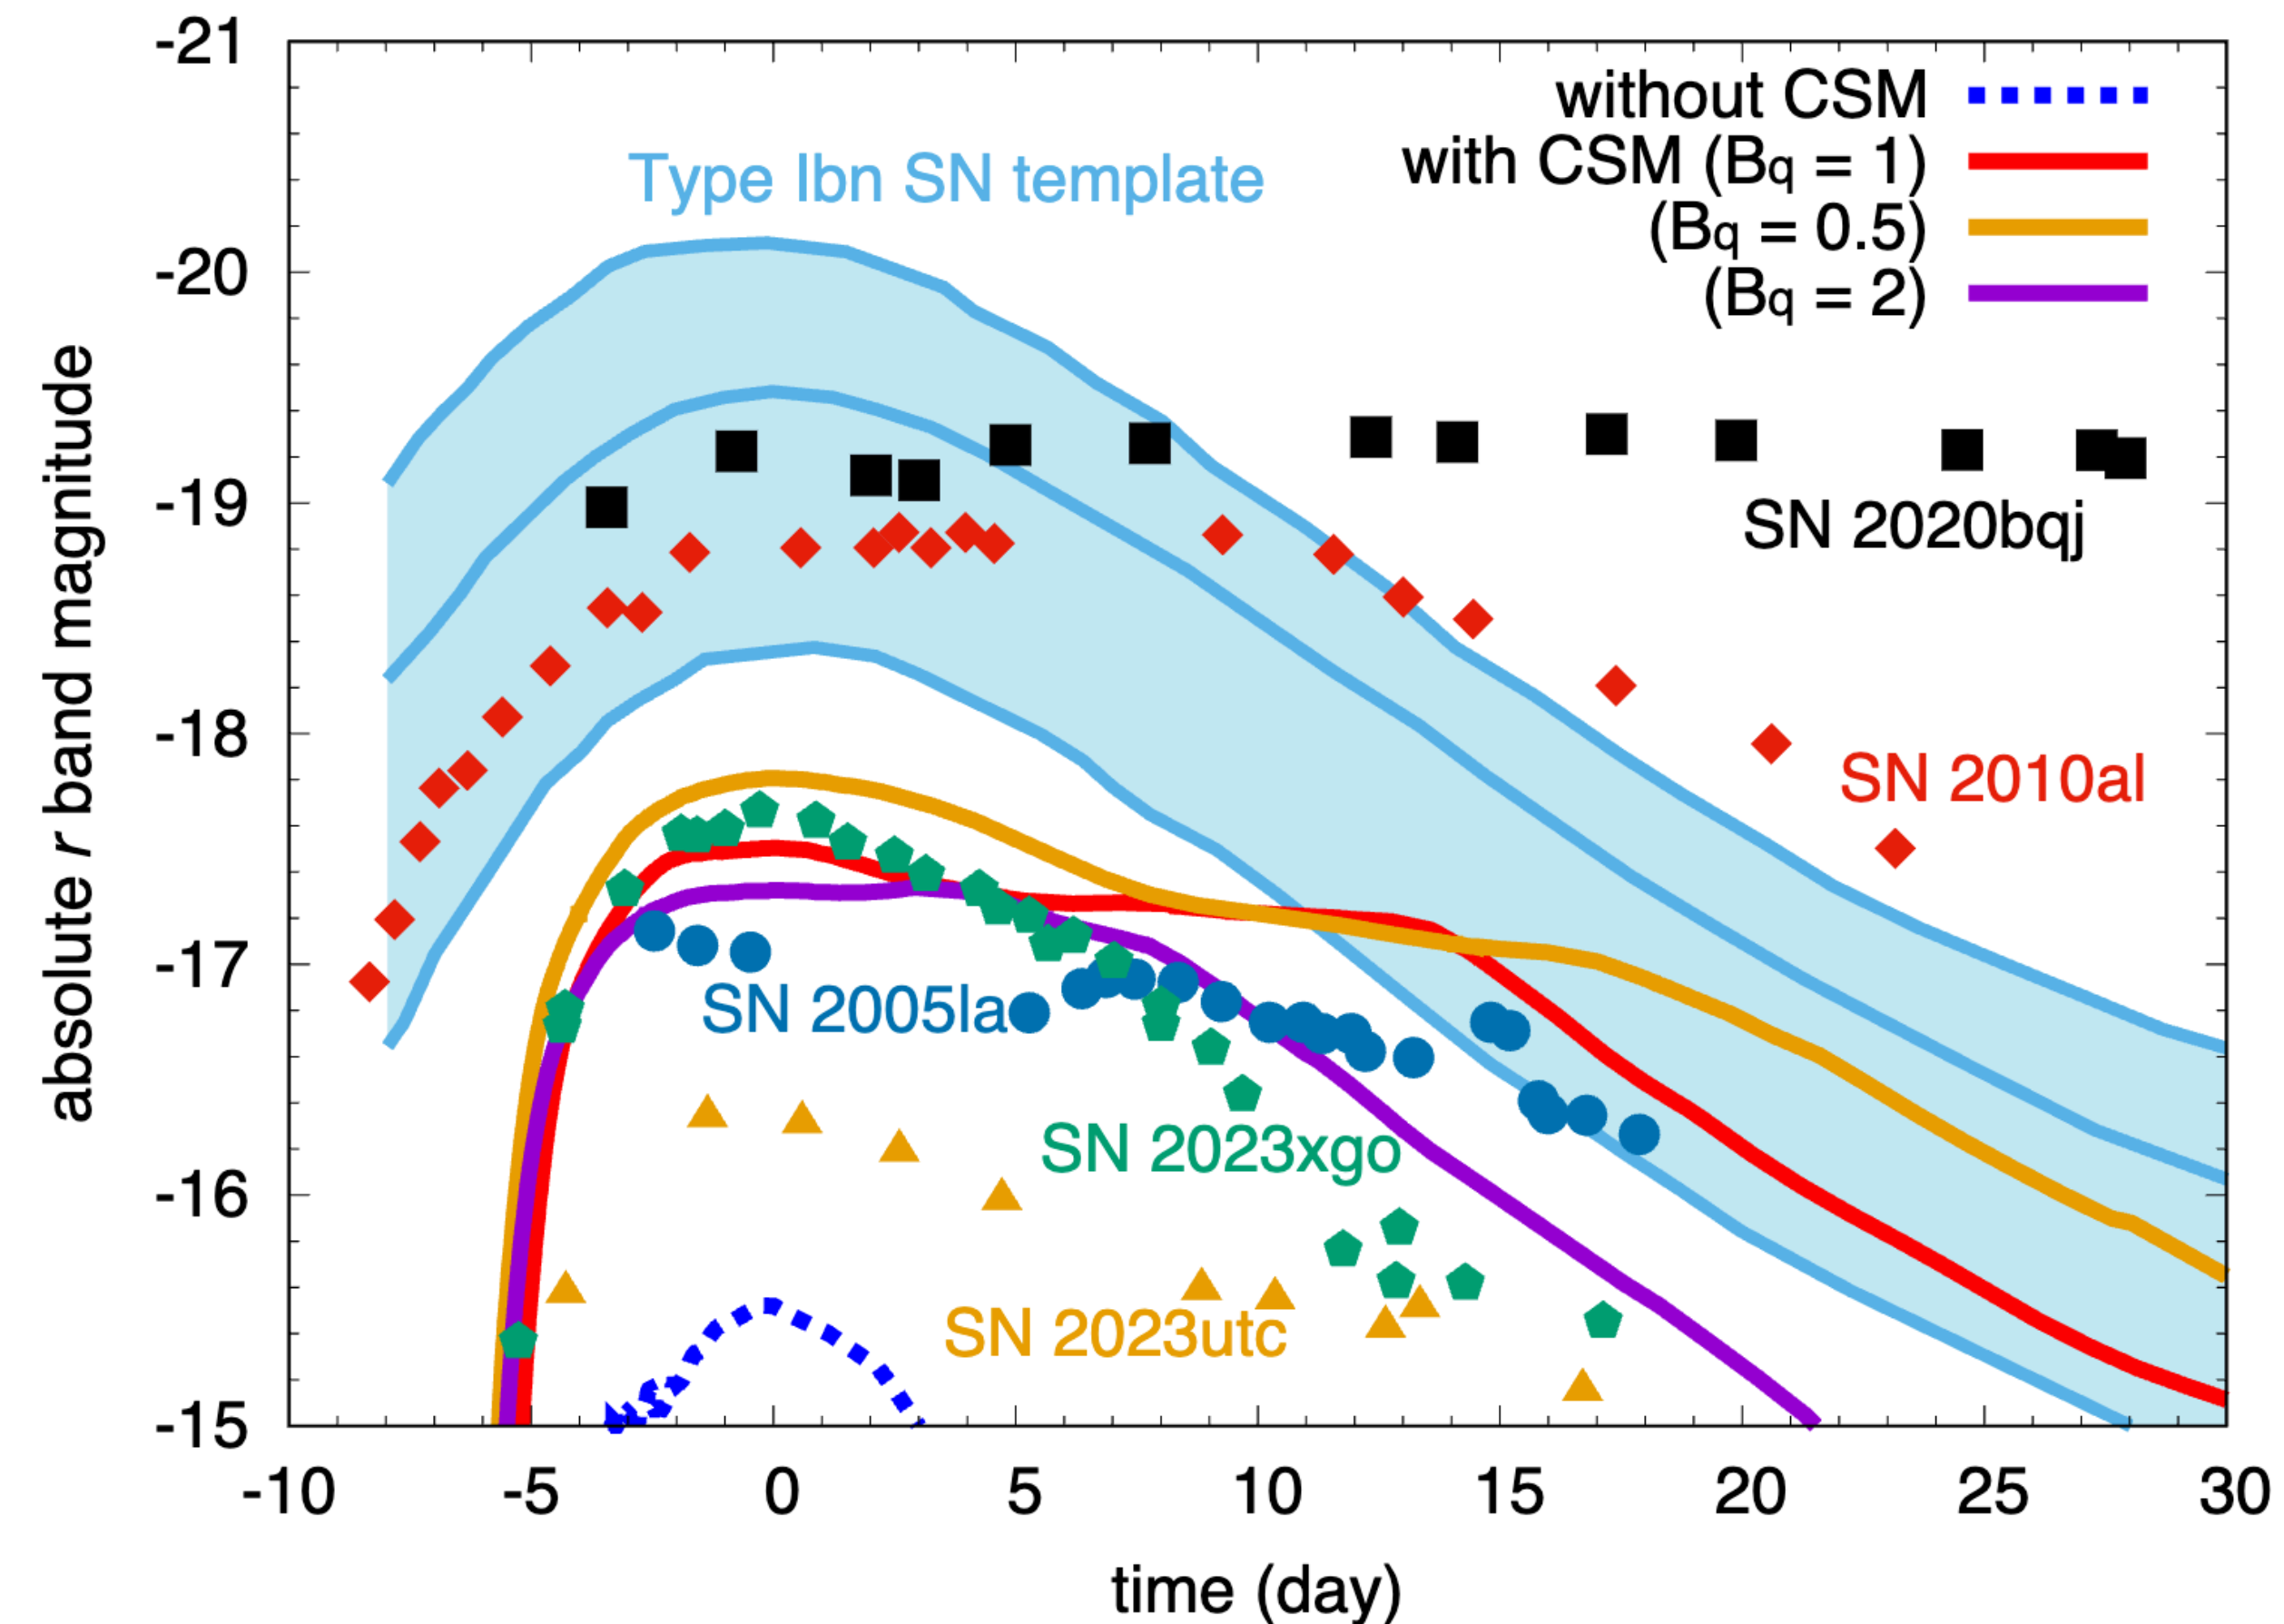 absolute r band magnitude
-21
-20
-19
-18
-17
-16
-15
without CSM
with CSM (Bq = 1)
(Bq = 0.5)
(Bq = 2)
Type Ibn SN template
SN 2020bqj
SN 2010al
SN 2005la
SN 2023xgo
SN 2023utc
-10 -5 0 5 10 15 20 25 30
time (day)